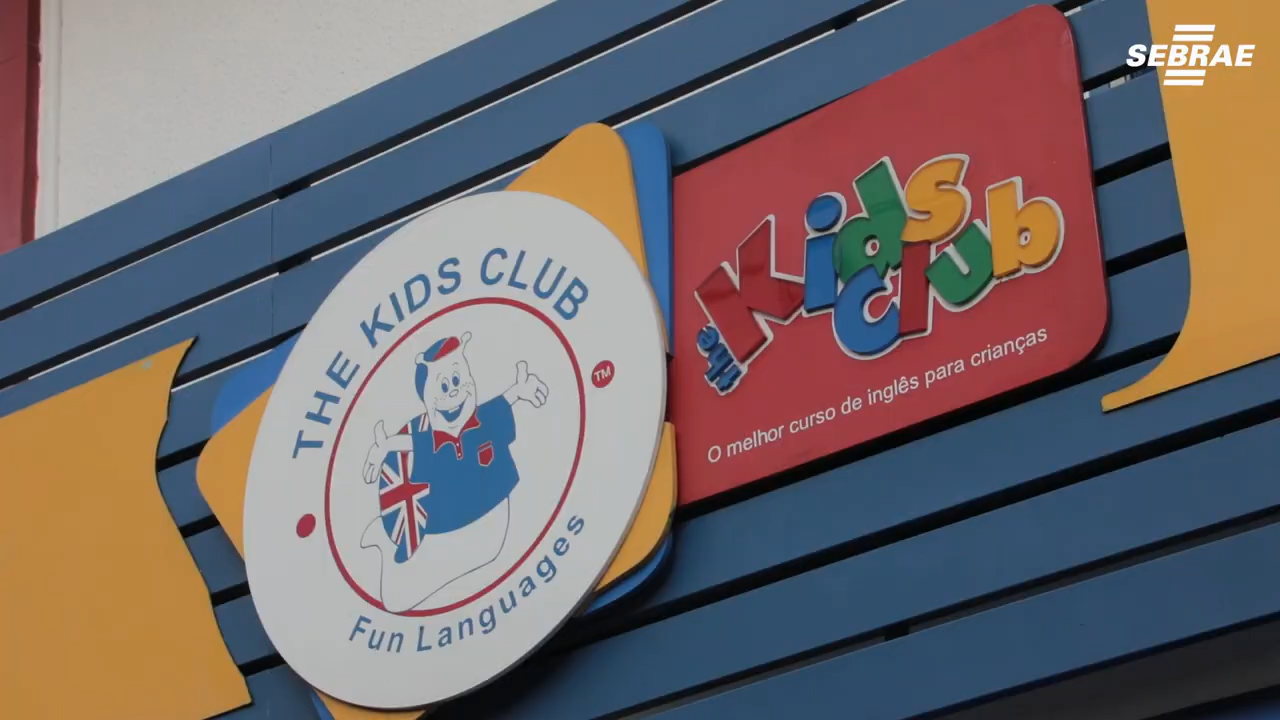 SEBRAE
THE KIDS CLUB
TM
Fun Languages
the
Kids
Club
O melhor curso de inglês para crianças